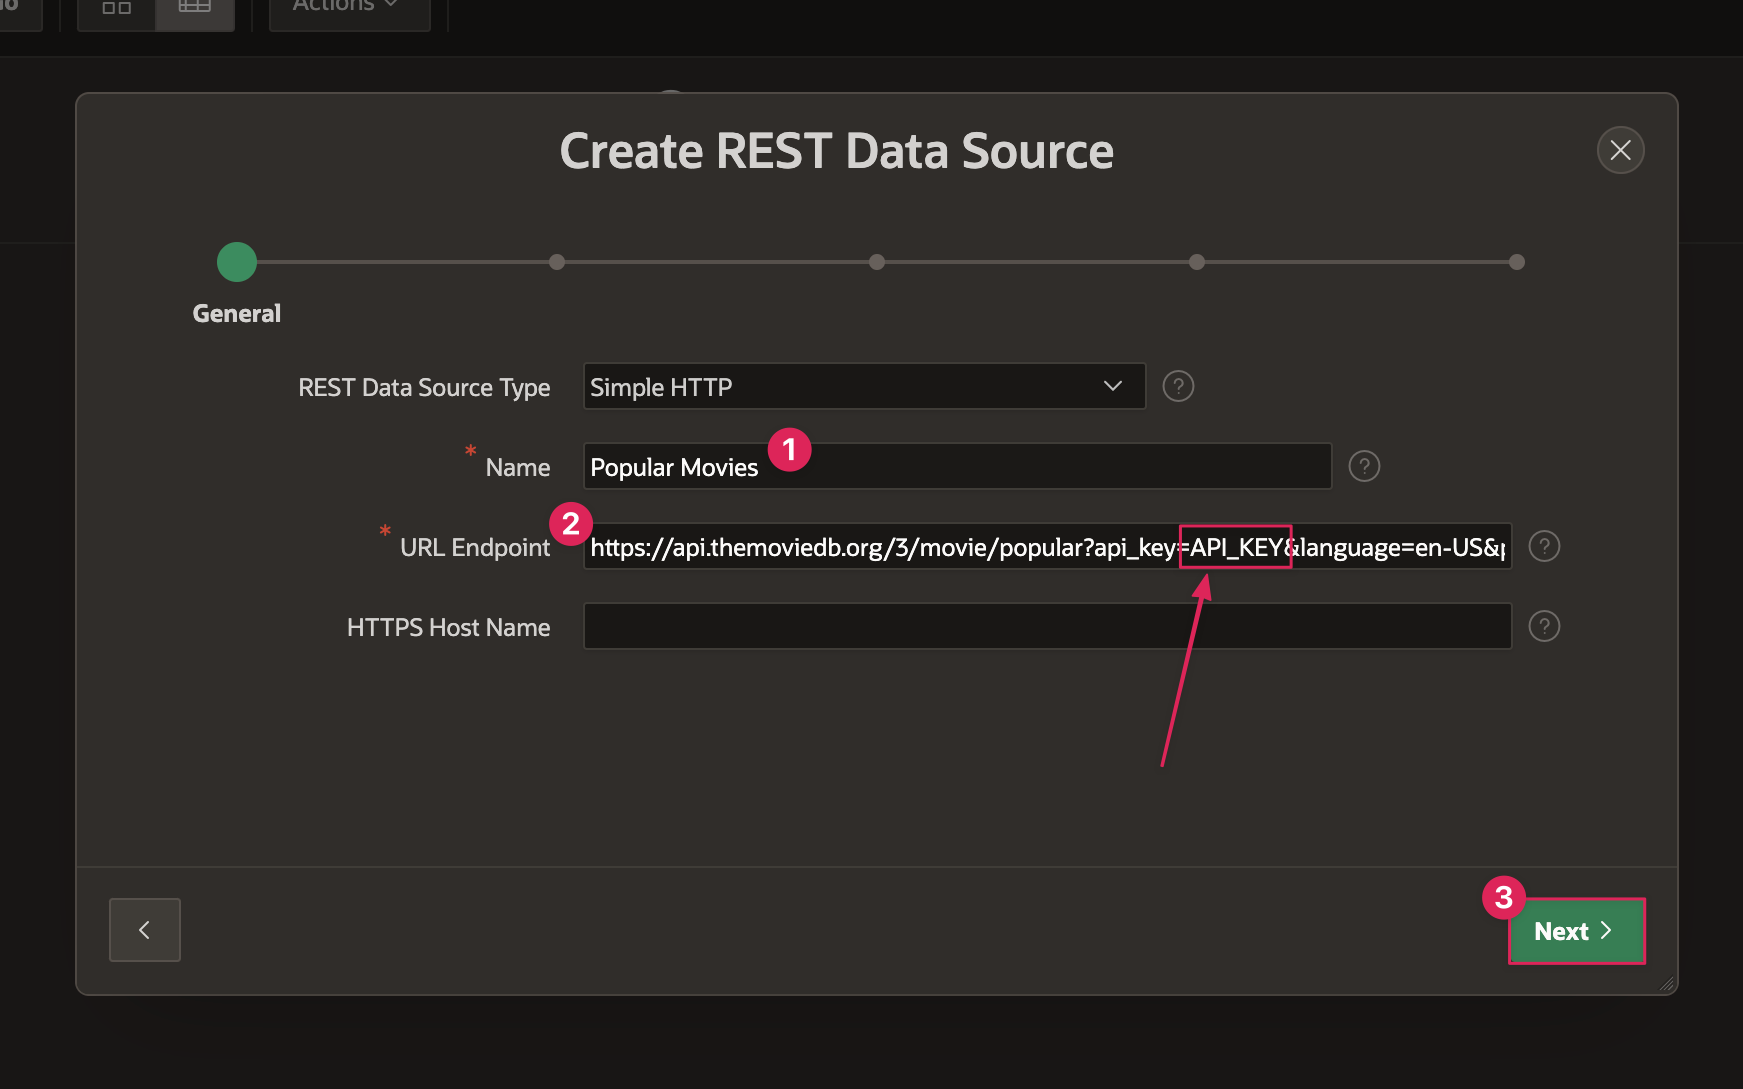 Actions
Create REST Data Source
General
REST Data Source Type
Simple HTTP
?
* Name
Popular Movies
1
?
* URL Endpoint
2
https://api.themoviedb.org/3/movie/popular?api_key=API_KEY&language=en-US&
?
HTTPS Host Name
?
3
Next